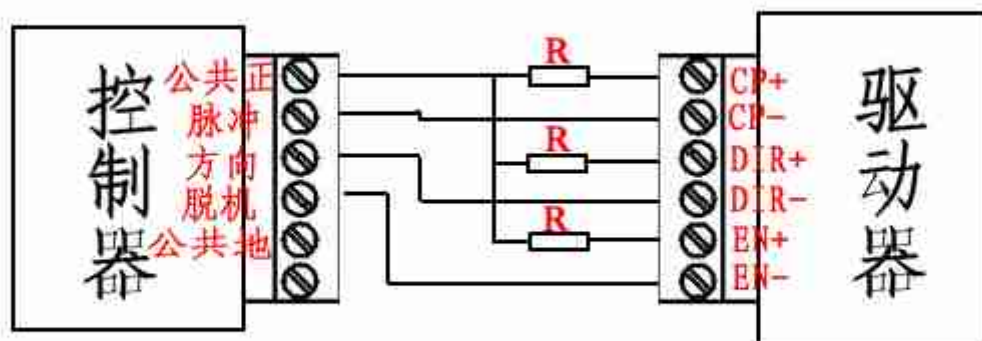 控制器
公共正
脉冲
方向
脱机
公共地
R
R
R
CP+
CP-
DIR+
DIR-
EN+
EN-
驱动器